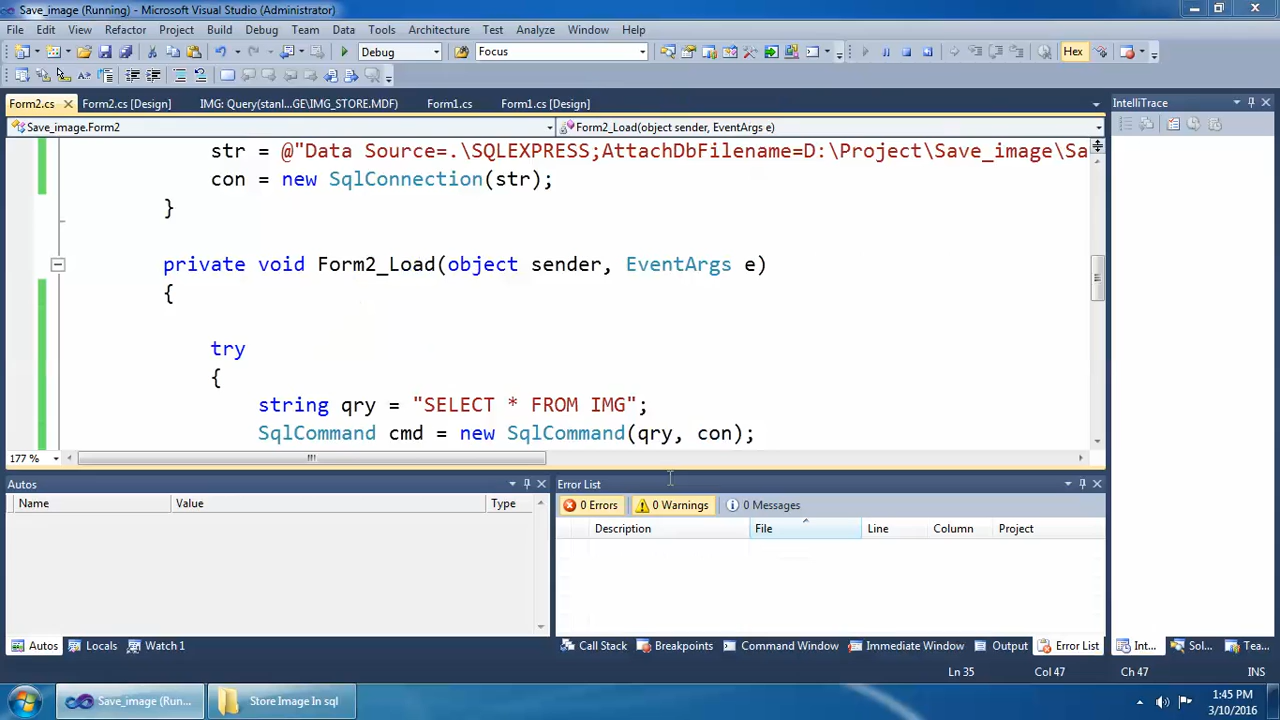 Save_image (Running) - Microsoft Visual Studio (Administrator)
File Edit View Refactor Project Build Debug Team Data Tools Architecture Test Analyze Window Help
Debug Focus Hex
Form2.cs Form2.cs [Design] IMG: Query(stanl...GE\IMG_STORE.MDF) Form1.cs Form1.cs [Design]
IntelliTrace
Save_image.Form2 Form2_Load(object sender, EventArgs e)
str = @"Data Source=.\SQLEXPRESS;AttachDbFilename=D:\Project\Save_image\Sa
con = new SqlConnection(str);
}
private void Form2_Load(object sender, EventArgs e)
{
try
{
string qry = "SELECT * FROM IMG";
SqlCommand cmd = new SqlCommand(qry, con);
177 %
Autos
Name Value Type
Error List
0 Errors 0 Warnings 0 Messages
Description File Line Column Project
Autos Locals Watch 1
Call Stack Breakpoints Command Window Immediate Window Output Error List Int... Sol... Tea...
Ln 35 Col 47 Ch 47 INS
Save_image (Run... Store Image In sql
1:45 PM
3/10/2016